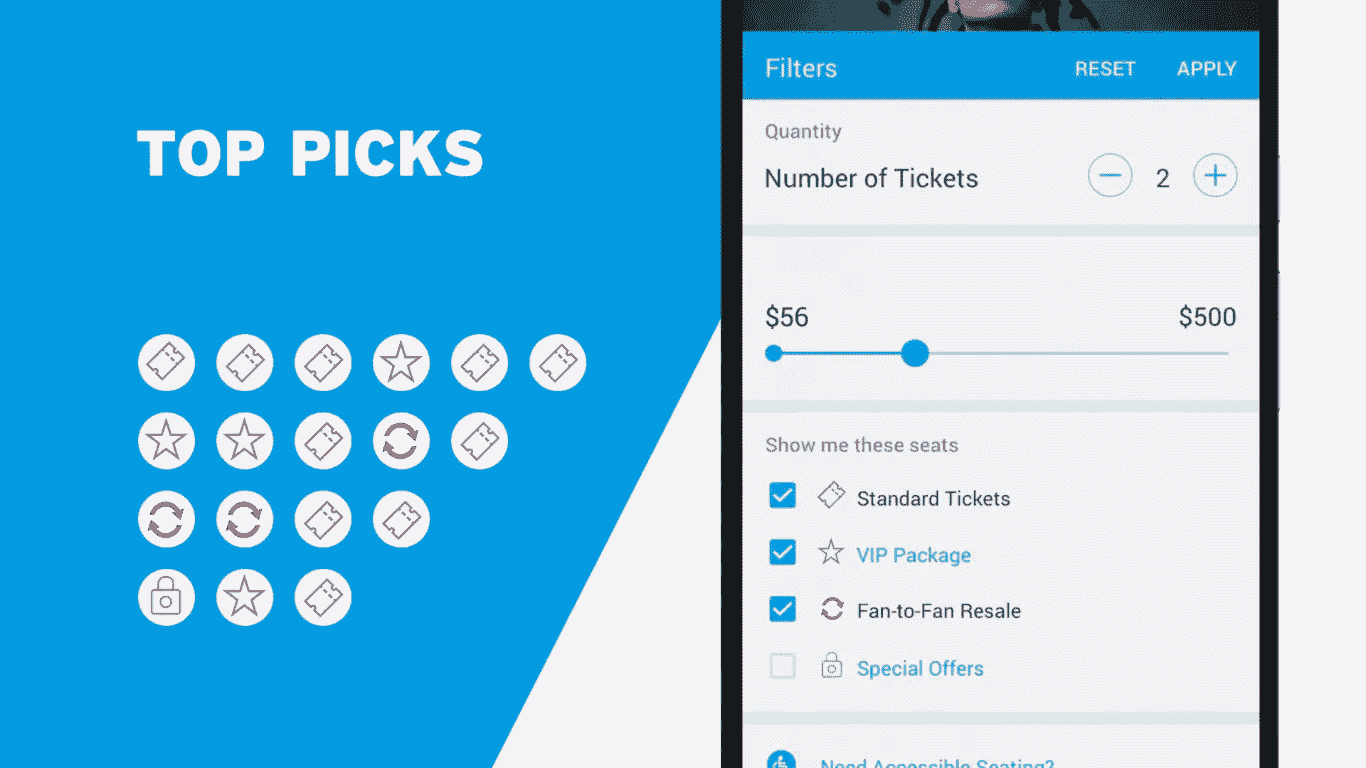 TOP PICKS
Filters RESET APPLY
Quantity
Number of Tickets 2
$56 $500
Show me these seats
Standard Tickets
VIP Package
Fan-to-Fan Resale
Special Offers
Need Accessible Seating?